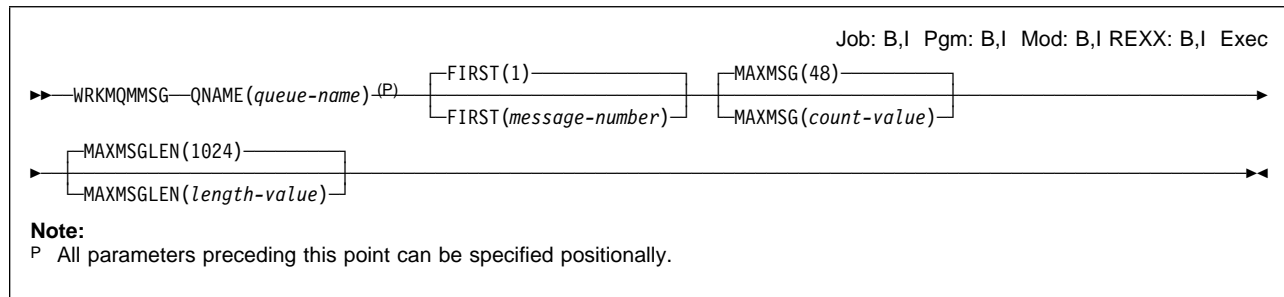 Job: B,I Pgm: B,I Mod: B,I REXX: B,I Exec
FIRST(1) MAXMSG(48)
WRKMQMMSG QNAME(queue-name) (P)
FIRST(message-number) MAXMSG(count-value)
MAXMSGLEN(1024)
MAXMSGLEN(length-value)
Note:
P All parameters preceding this point can be specified positionally.